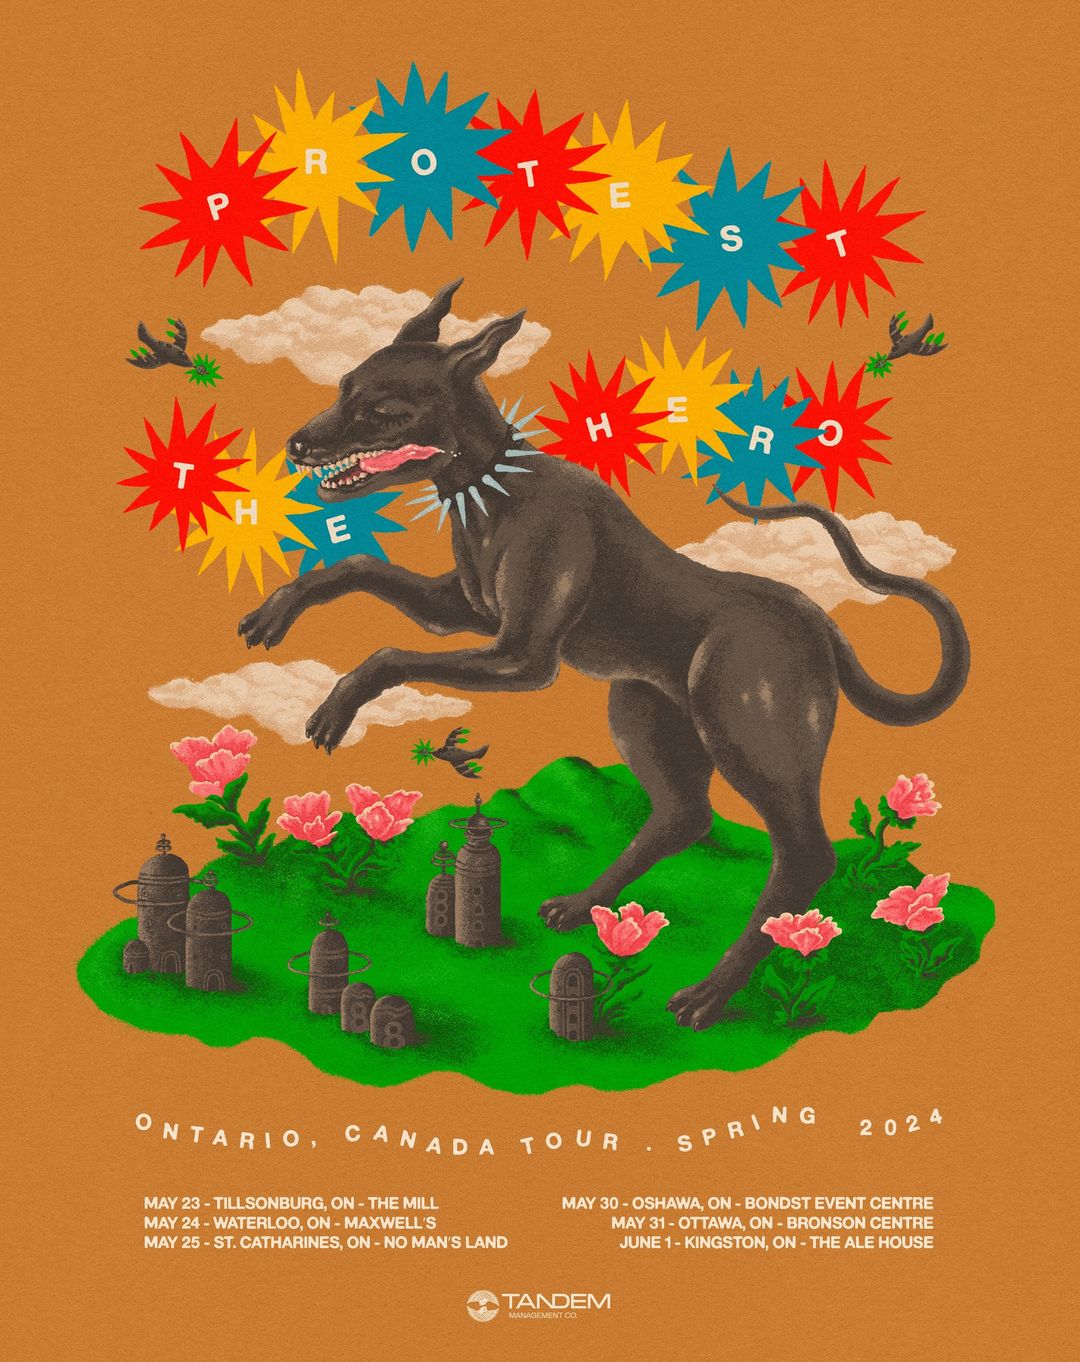 PROTEST
THE HERO
ONTARIO, CANADA TOUR . SPRING 2024
MAY 23 - TILLSONBURG, ON - THE MILL
MAY 24 - WATERLOO, ON - MAXWELL'S
MAY 25 - ST. CATHARINES, ON - NO MAN'S LAND
MAY 30 - OSHAWA, ON - BONDST EVENT CENTRE
MAY 31 - OTTAWA, ON - BRONSON CENTRE
JUNE 1 - KINGSTON, ON - THE ALE HOUSE
TANDEM
MANAGEMENT CO.